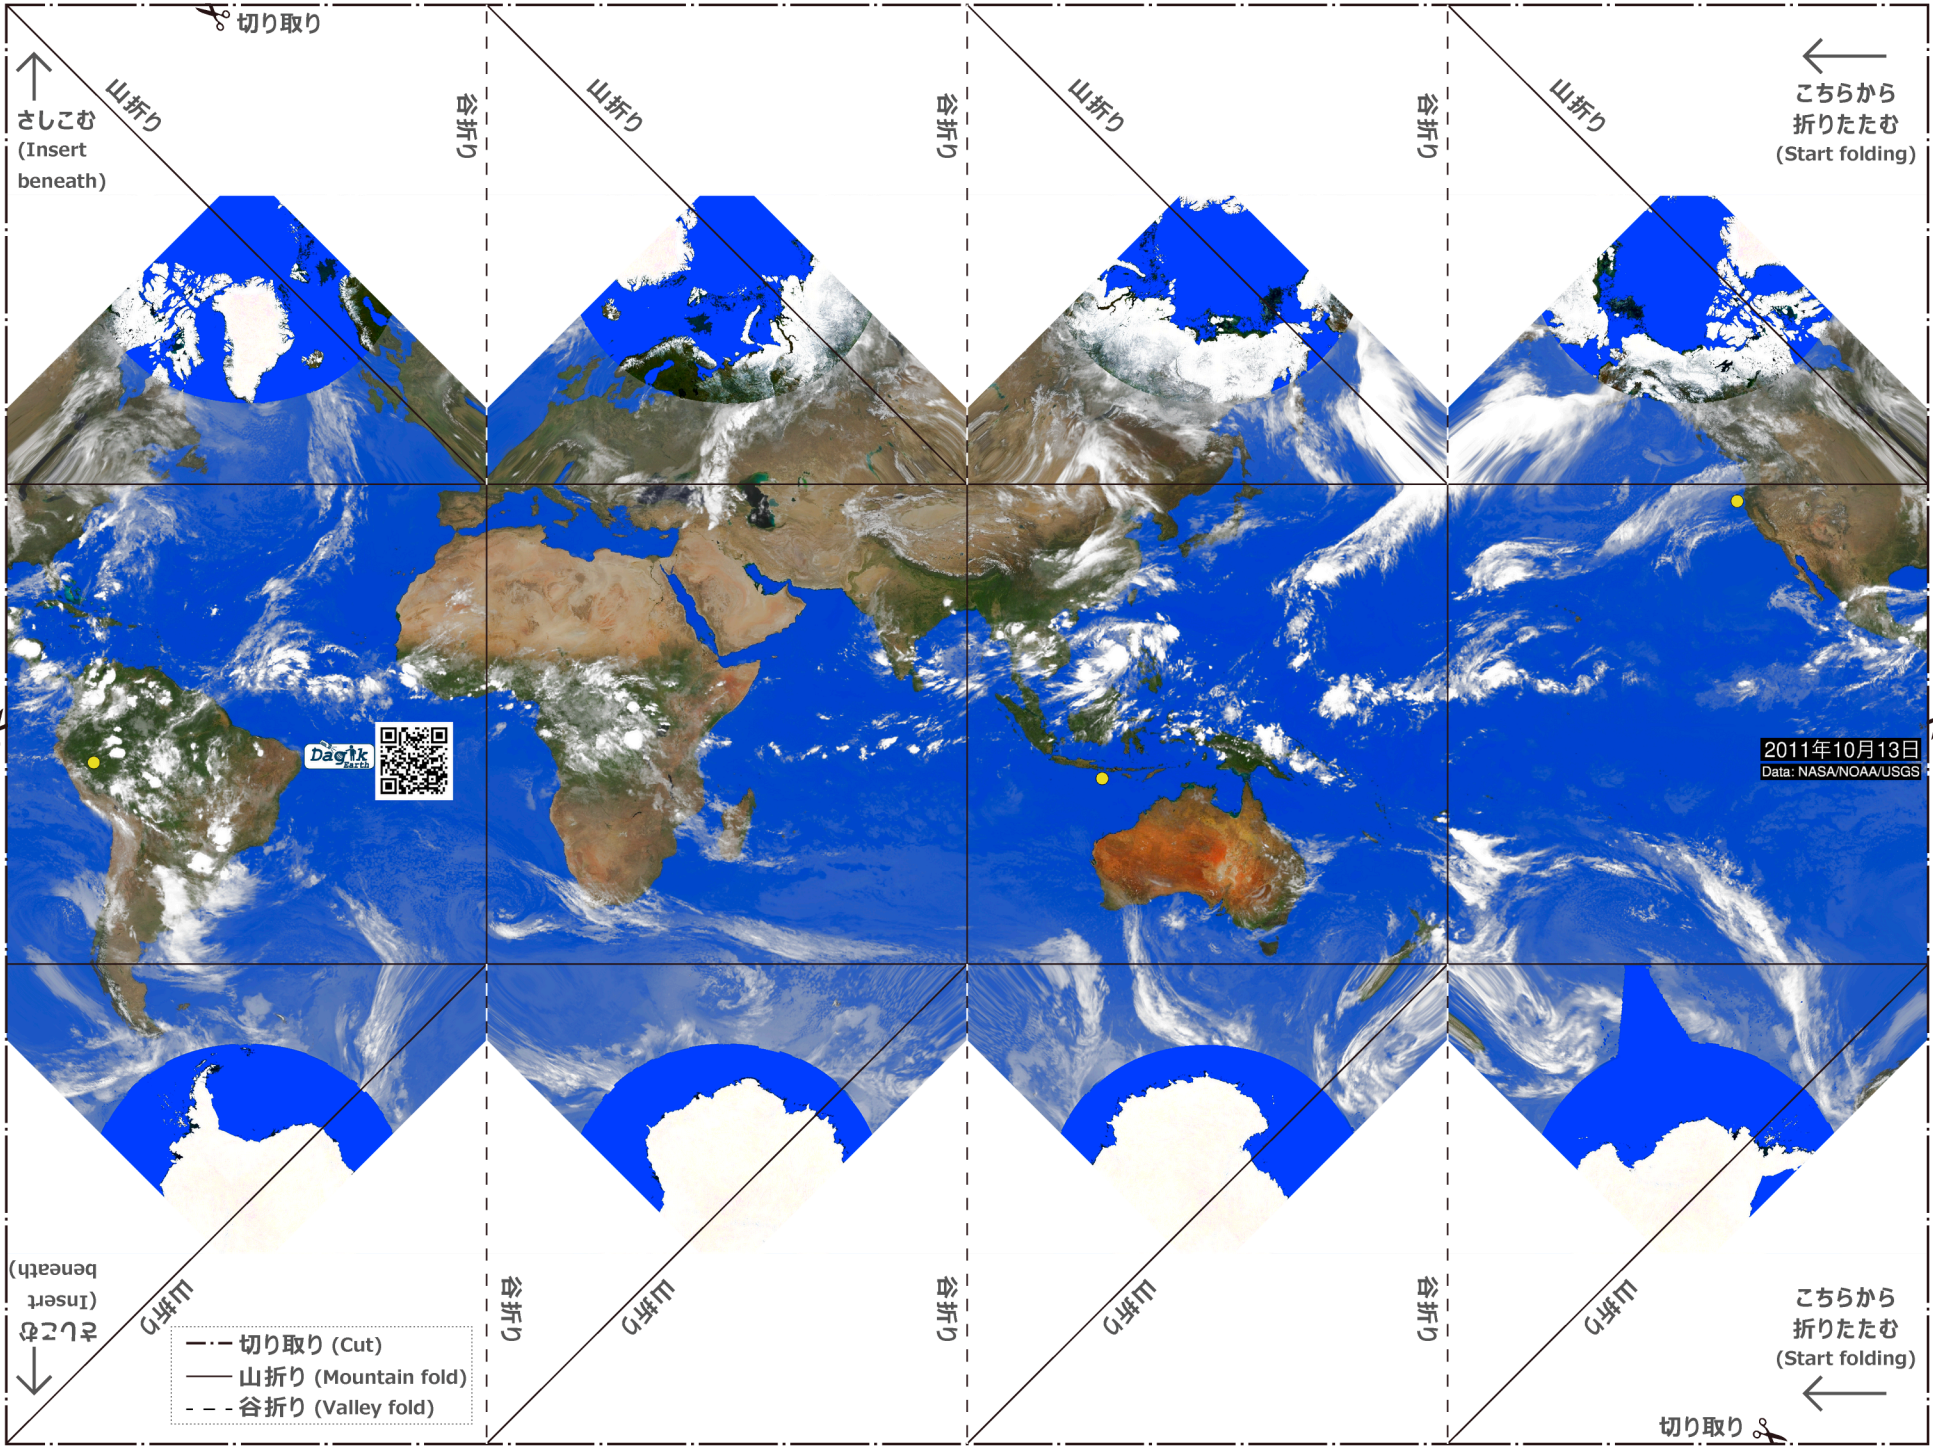 切り取り
山折り
谷折り
山折り
谷折り
山折り
谷折り
山折り
さしこむ
(Insert
beneath)
こちらから
折りたたむ
(Start folding)
Dagik
Earth
2011年10月13日
Data: NASA/NOAA/USGS
さしこむ
(Insert
beneath)
山折り
谷折り
山折り
谷折り
山折り
谷折り
山折り
切り取り (Cut)
山折り (Mountain fold)
谷折り (Valley fold)
こちらから
折りたたむ
(Start folding)
切り取り